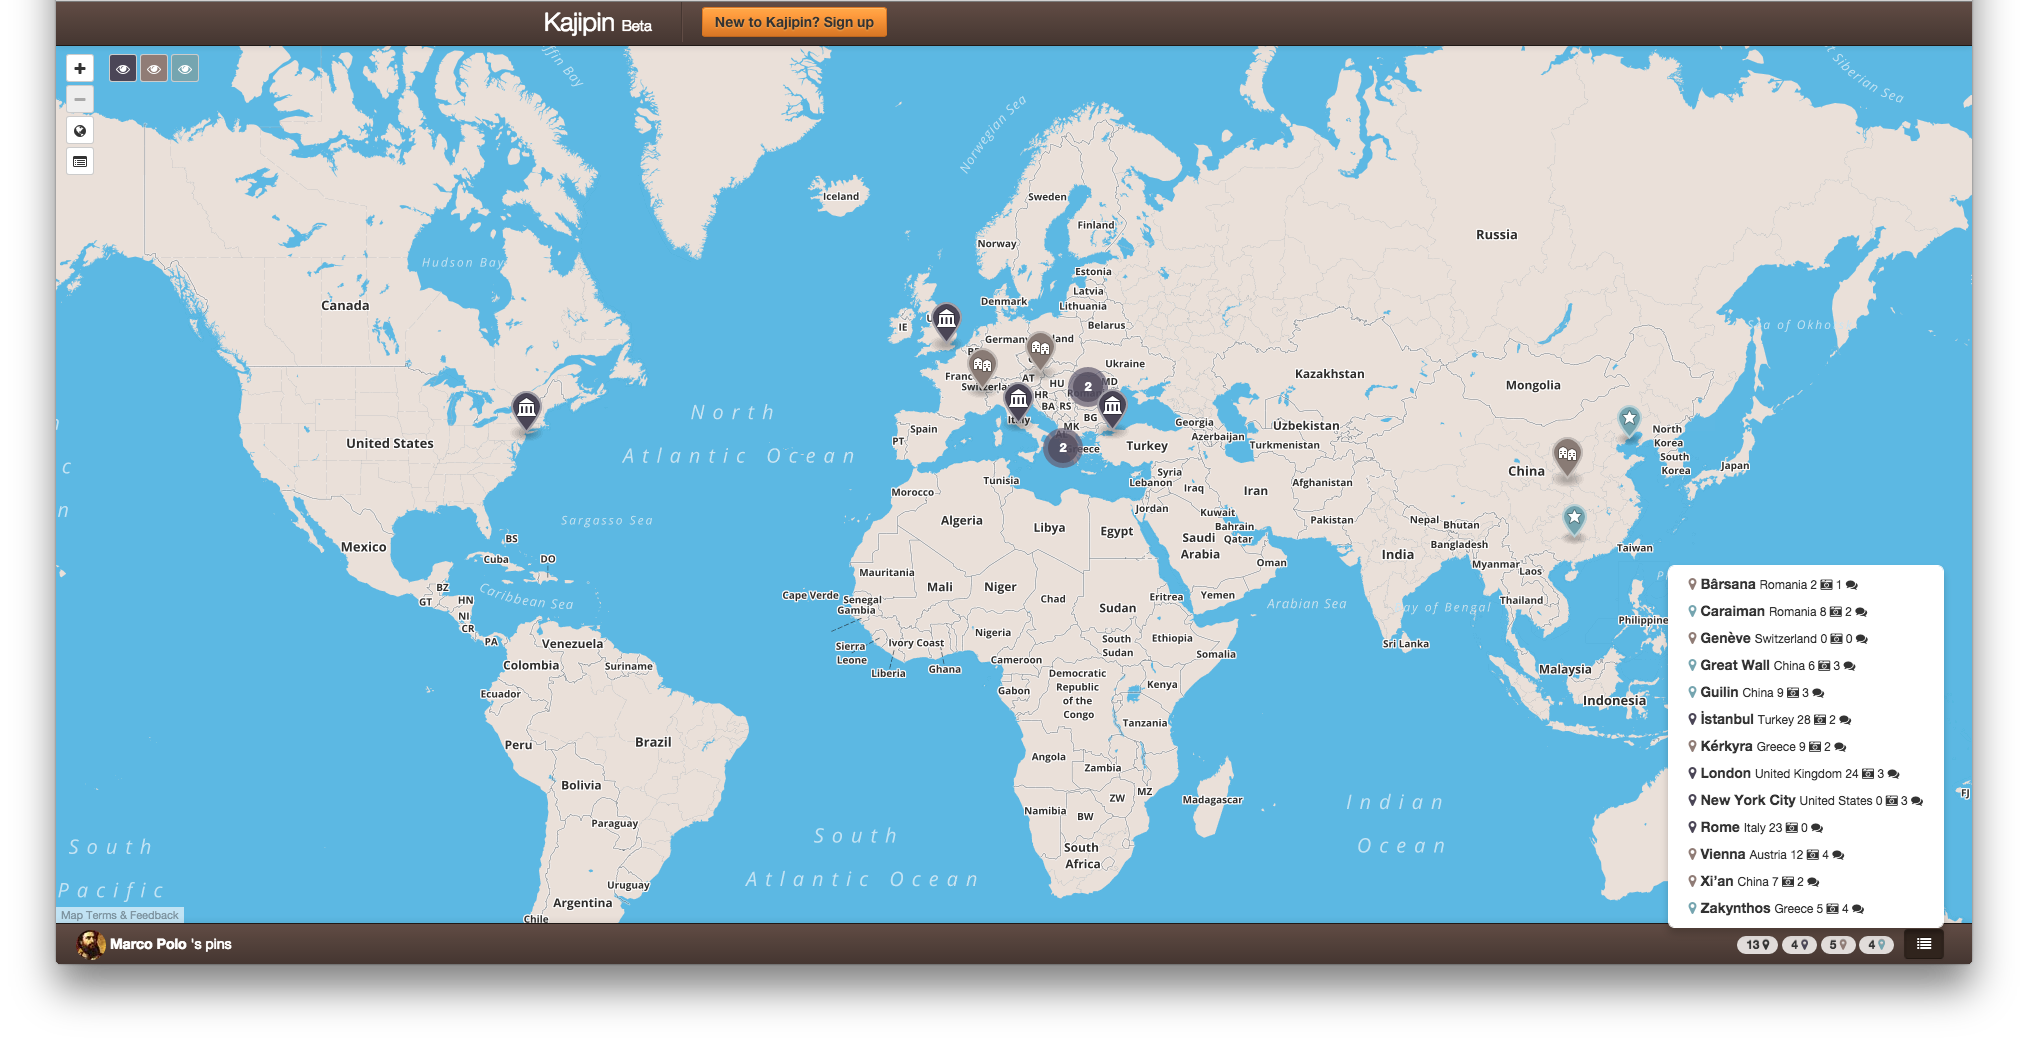 Kajipin Beta
New to Kajipin? Sign up
ffin Bay
t Siberian Sea
Norwegian Sea
Iceland
Sweden
Finland
Norway
Russia
Hudson Bay
Estonia
Latvia
Denmark
Lithuania
Canada
IE
Belarus
Sea of Okho
Germany
land
Ukraine
Franc
Switzerla
AT
HU
MD
2
Kazakhstan
Mongolia
HR
BA
RS
BG
Italy
MK
North
Atlantic Ocean
United States
Spain
PT
Georgia
Azerbaijan
Uzbekistan
Turkmenistan
Turkey
2
eece
North
Korea
South
Korea
Japan
China
c
n
Tunisia
Morocco
Syria
Lebanon
Iraq
Iran
Afghanistan
Jordan
Kuwait
Bahrain
Pakistan
Nepal
Bhutan
Sargasso Sea
Algeria
Libya
Egypt
Saudi
Arabia
Qatar
Oman
India
Bangladesh
Taiwan
Mexico
BS
Cuba
DO
Myanmar
Laos
BZ
GT
HN
NI
CR
PA
Caribbean Sea
Mauritania
Mali
Niger
Chad
Sudan
Eritrea
Yemen
Arabian Sea
ay of Bengal
Thailand
P
Philippine
Cape Verde
Senegal
Gambia
Sierra
Leone
Liberia
Ivory Coast
Ghana
Nigeria
Cameroon
South
Sudan
Ethiopia
Somalia
Sri Lanka
Venezuela
Colombia
Suriname
Ecuador
Gabon
Democratic
Republic
of the
Congo
Kenya
Tanzania
Malaysia
Indonesia
Peru
Brazil
Bolivia
Paraguay
Angola
Zambia
ZW
MZ
Namibia
BW
Madagascar
South
Africa
South
Atlantic Ocean
Indian
Ocean
FJ
South
Pacific
Uruguay
Argentina
Chile
Map Terms & Feedback
Bârsana Romania 2 1
Caraiman Romania 8 2
Genève Switzerland 0 0
Great Wall China 6 3
Guilin China 9 3
İstanbul Turkey 28 2
Kérkyra Greece 9 2
London United Kingdom 24 3
New York City United States 0 3
Rome Italy 23 0
Vienna Austria 12 4
Xi'an China 7 2
Zakynthos Greece 5 4
Marco Polo 's pins
13 4 5 4